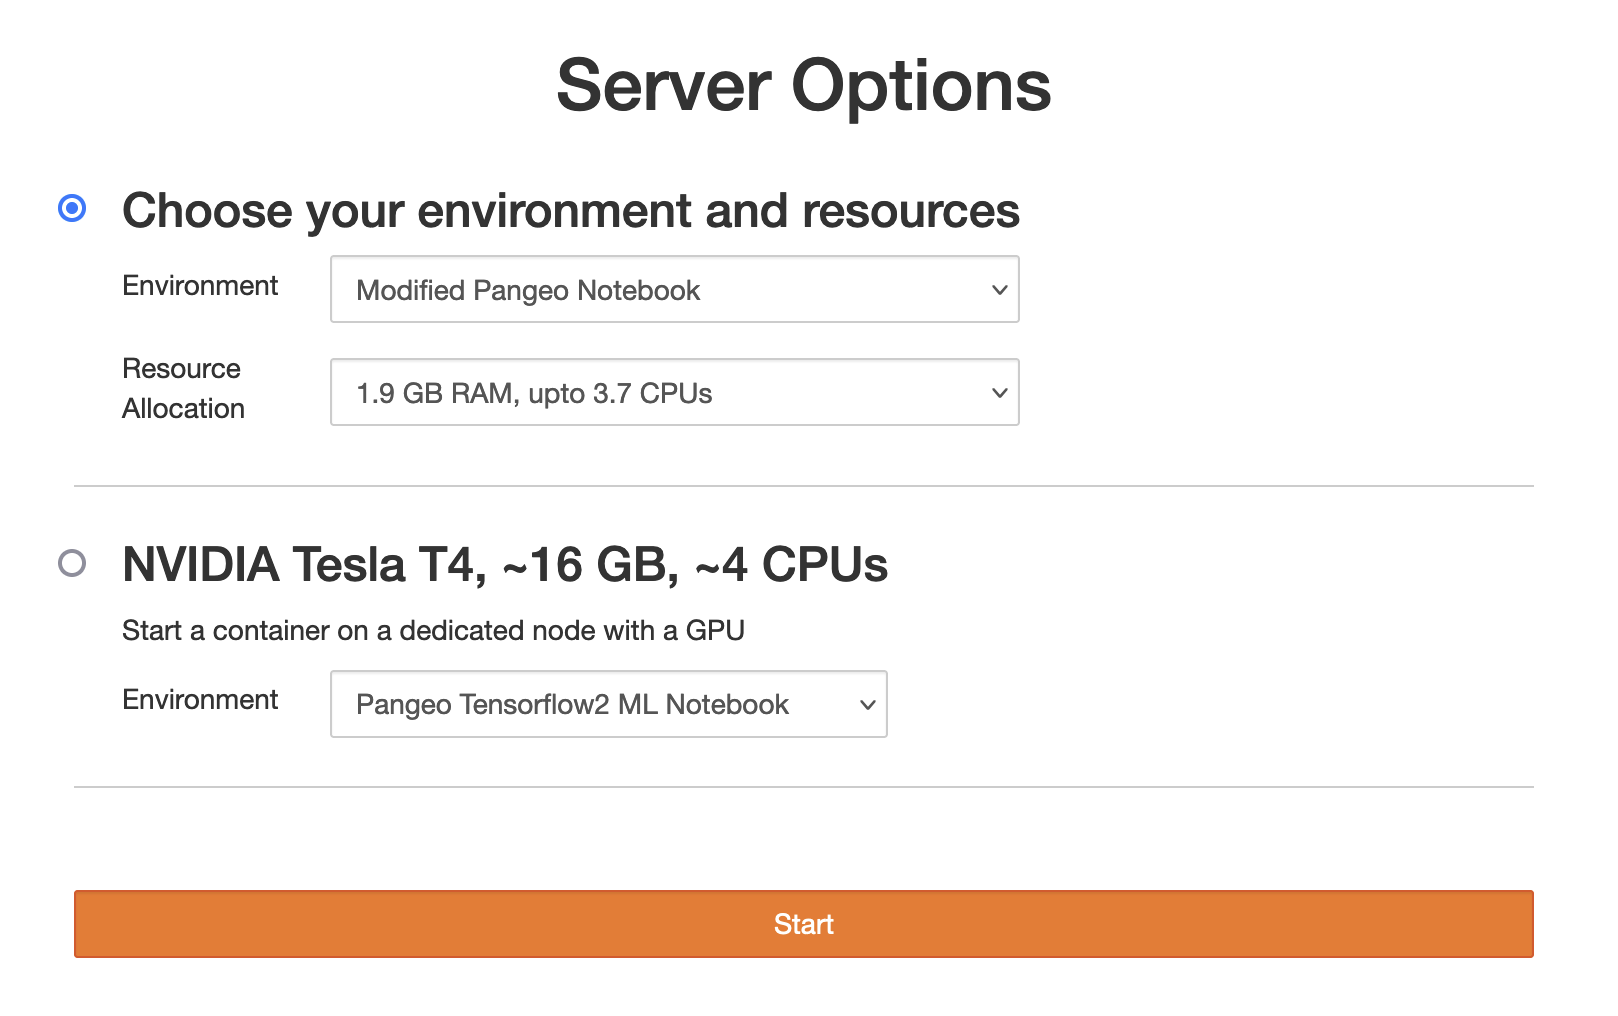 Server Options
Choose your environment and resources
Environment
Modified Pangeo Notebook
Resource
Allocation
1.9 GB RAM, upto 3.7 CPUs
NVIDIA Tesla T4, ~16 GB, ~4 CPUs
Start a container on a dedicated node with a GPU
Environment
Pangeo Tensorflow2 ML Notebook
Start